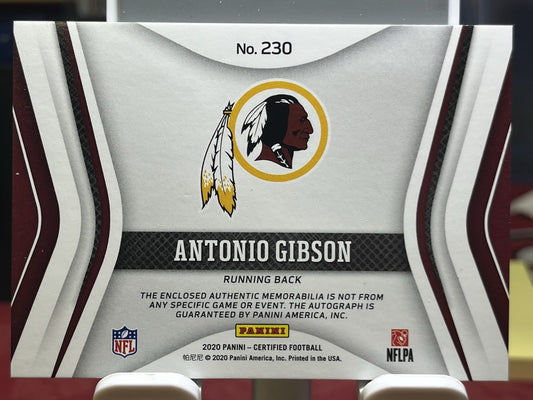 No. 230
ANTONIO GIBSON
RUNNING BACK
THE ENCLOSED AUTHENTIC MEMORABILIA IS NOT FROM
ANY SPECIFIC GAME OR EVENT. THE AUTOGRAPH IS
GUARANTEED BY PANINI AMERICA, INC.
PANINI
NFL
2020 PANINI – CERTIFIED FOOTBALL
帕尼尼 © 2020 Panini America, Inc. Printed in the USA.
NFLPA